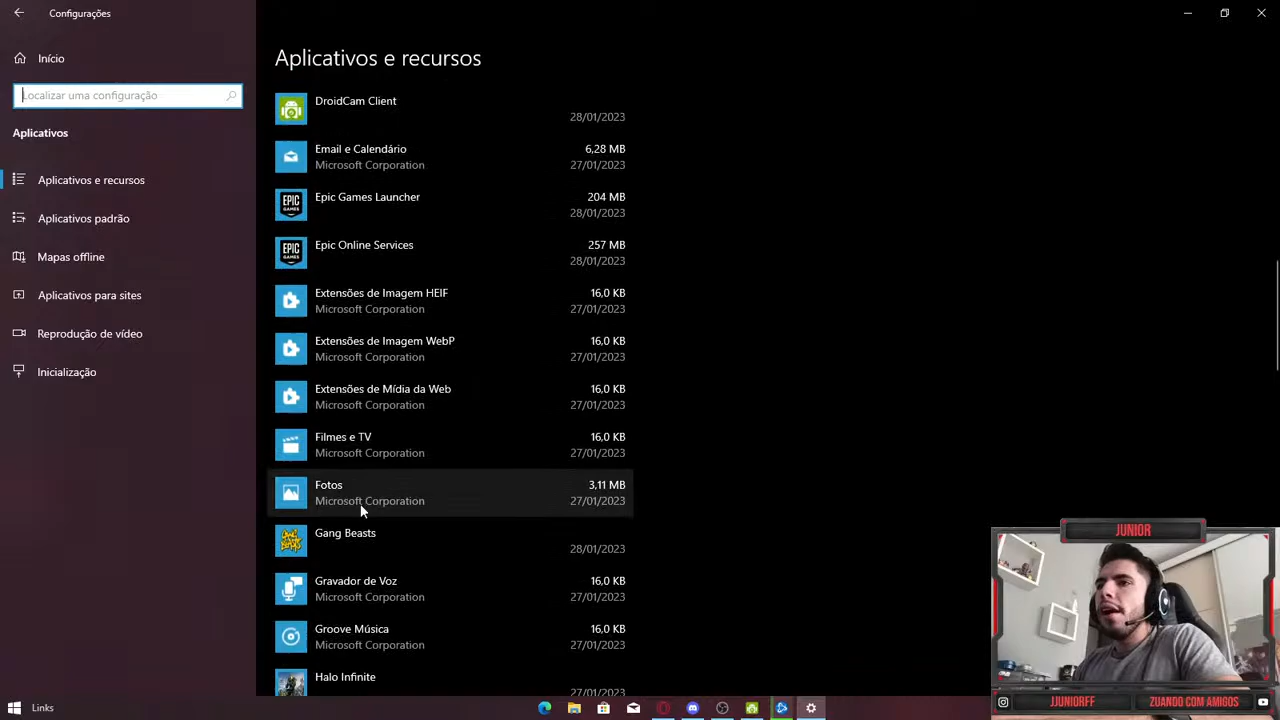 Configurações
Início
Localizar uma configuração
Aplicativos
Aplicativos e recursos
Aplicativos padrão
Mapas offline
Aplicativos para sites
Reprodução de vídeo
Inicialização
Aplicativos e recursos
DroidCam Client
28/01/2023
Email e Calendário 6,28 MB
Microsoft Corporation 27/01/2023
EPIC GAMES Epic Games Launcher 204 MB
28/01/2023
EPIC GAMES Epic Online Services 257 MB
28/01/2023
Extensões de Imagem HEIF 16,0 KB
Microsoft Corporation 27/01/2023
Extensões de Imagem WebP 16,0 KB
Microsoft Corporation 27/01/2023
Extensões de Mídia da Web 16,0 KB
Microsoft Corporation 27/01/2023
Filmes e TV 16,0 KB
Microsoft Corporation 27/01/2023
Fotos 3,11 MB
Microsoft Corporation 27/01/2023
Gang Beasts
28/01/2023
Gravador de Voz 16,0 KB
Microsoft Corporation 27/01/2023
Groove Música 16,0 KB
Microsoft Corporation 27/01/2023
Halo Infinite
27/01/2023
JUNIOR
JJUNIORFF
ZUANDO COM AMIGOS
Links